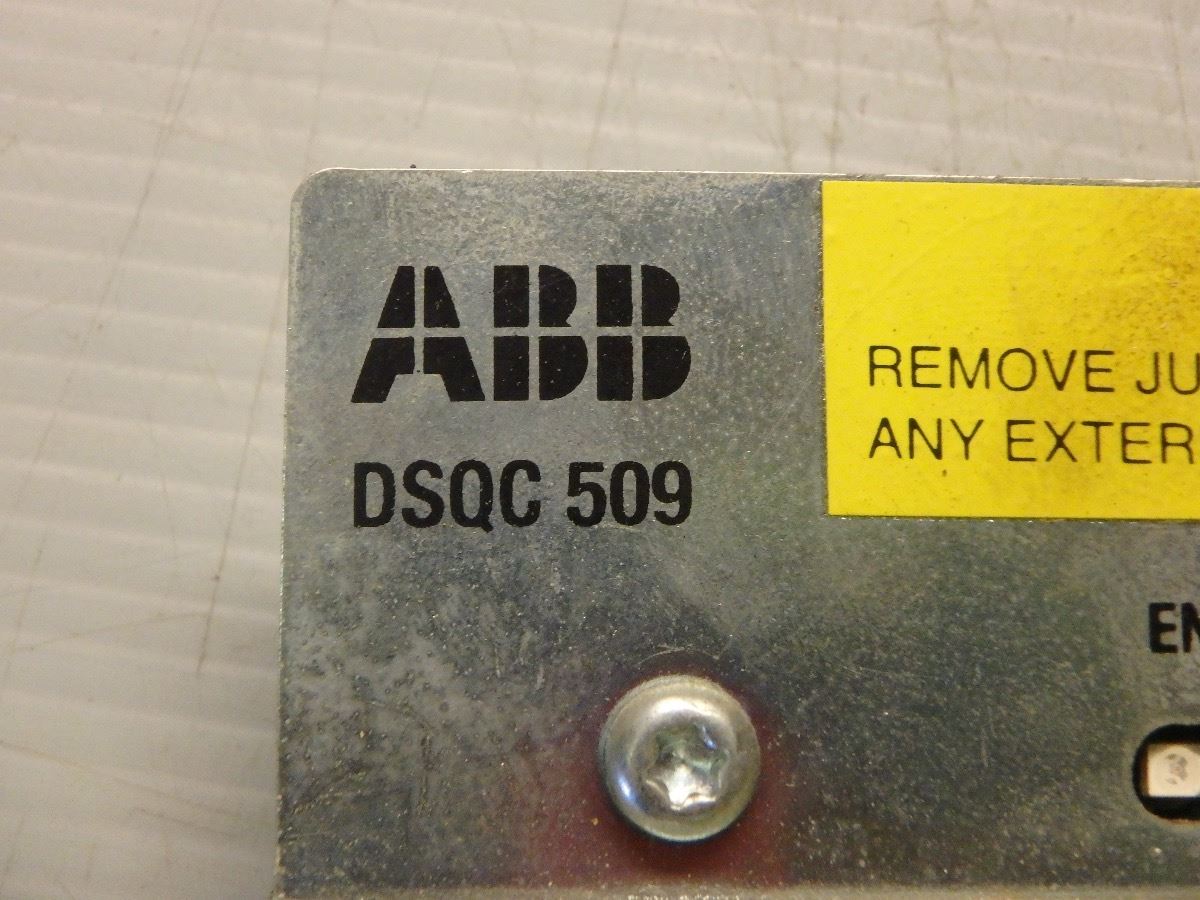 ABB
DSQC 509
REMOVE JU
ANY EXTER
EN